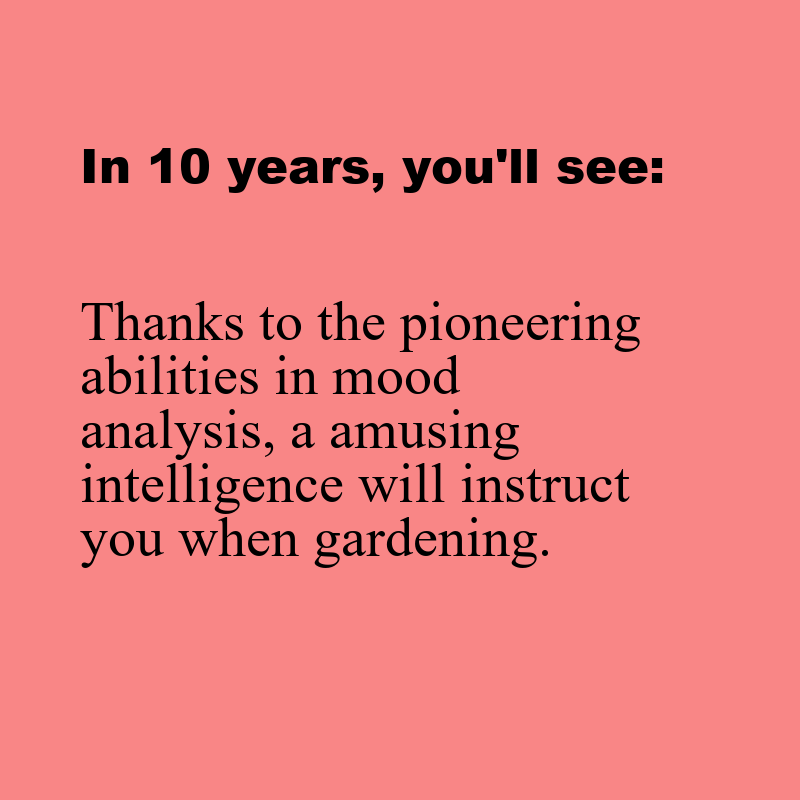 In 10 years, you'll see:
Thanks to the pioneering
abilities in mood
analysis, a amusing
intelligence will instruct
you when gardening.